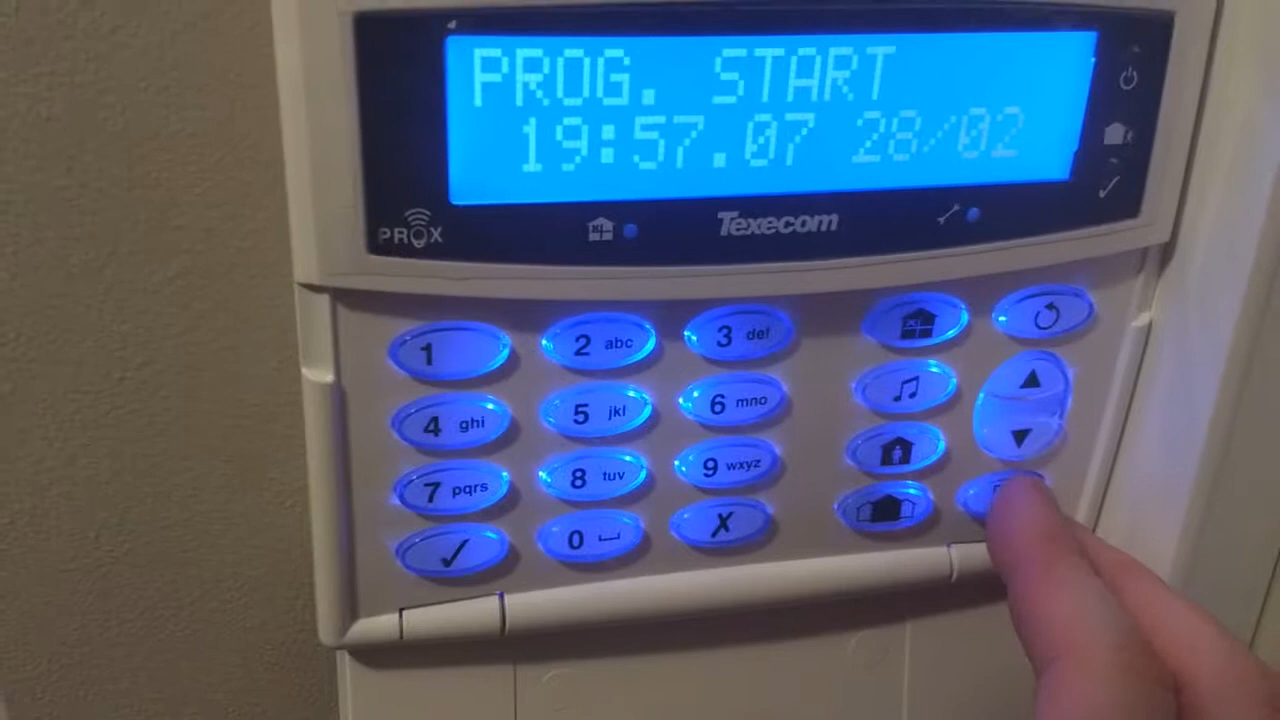 PROG. START
19:57.07 28/02
PROX
Texecom
1
2 abc
3 def
4 ghi
5 jkl
6 mno
7 pqrs
8 tuv
9 wxyz
0